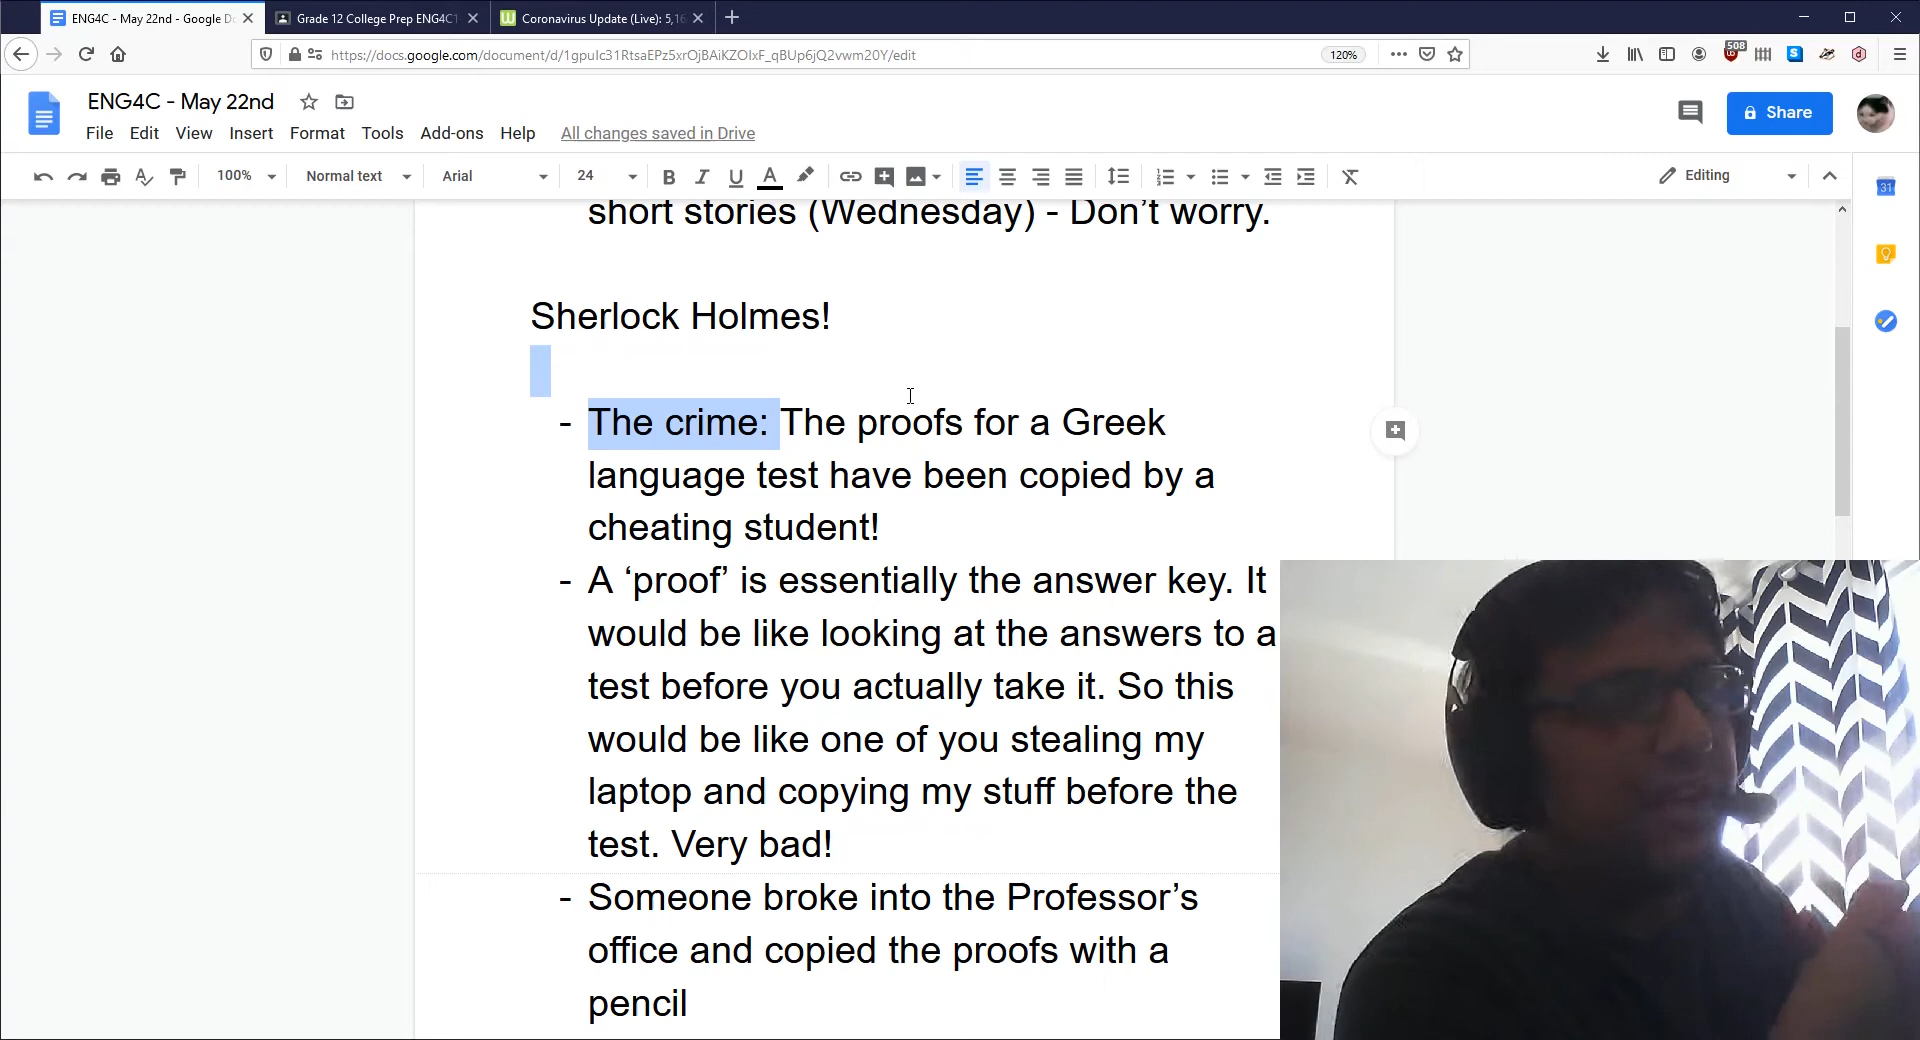 ENG4C - May 22nd - Google Do
Grade 12 College Prep ENG4C1
Coronavirus Update (Live): 5,16
https://docs.google.com/document/d/1gpuIc31RtsaEPz5xrOjBAiKZOIxF_qBUp6jQ2vwm20Y/edit
120%
508
ENG4C - May 22nd
Share
File Edit View Insert Format Tools Add-ons Help All changes saved in Drive
100% Normal text Arial 24 B I U A Editing
31
short stories (Wednesday) - Don’t worry.
Sherlock Holmes!
- The crime: The proofs for a Greek
language test have been copied by a
cheating student!
- A ‘proof’ is essentially the answer key. It
would be like looking at the answers to a
test before you actually take it. So this
would be like one of you stealing my
laptop and copying my stuff before the
test. Very bad!
- Someone broke into the Professor’s
office and copied the proofs with a
pencil